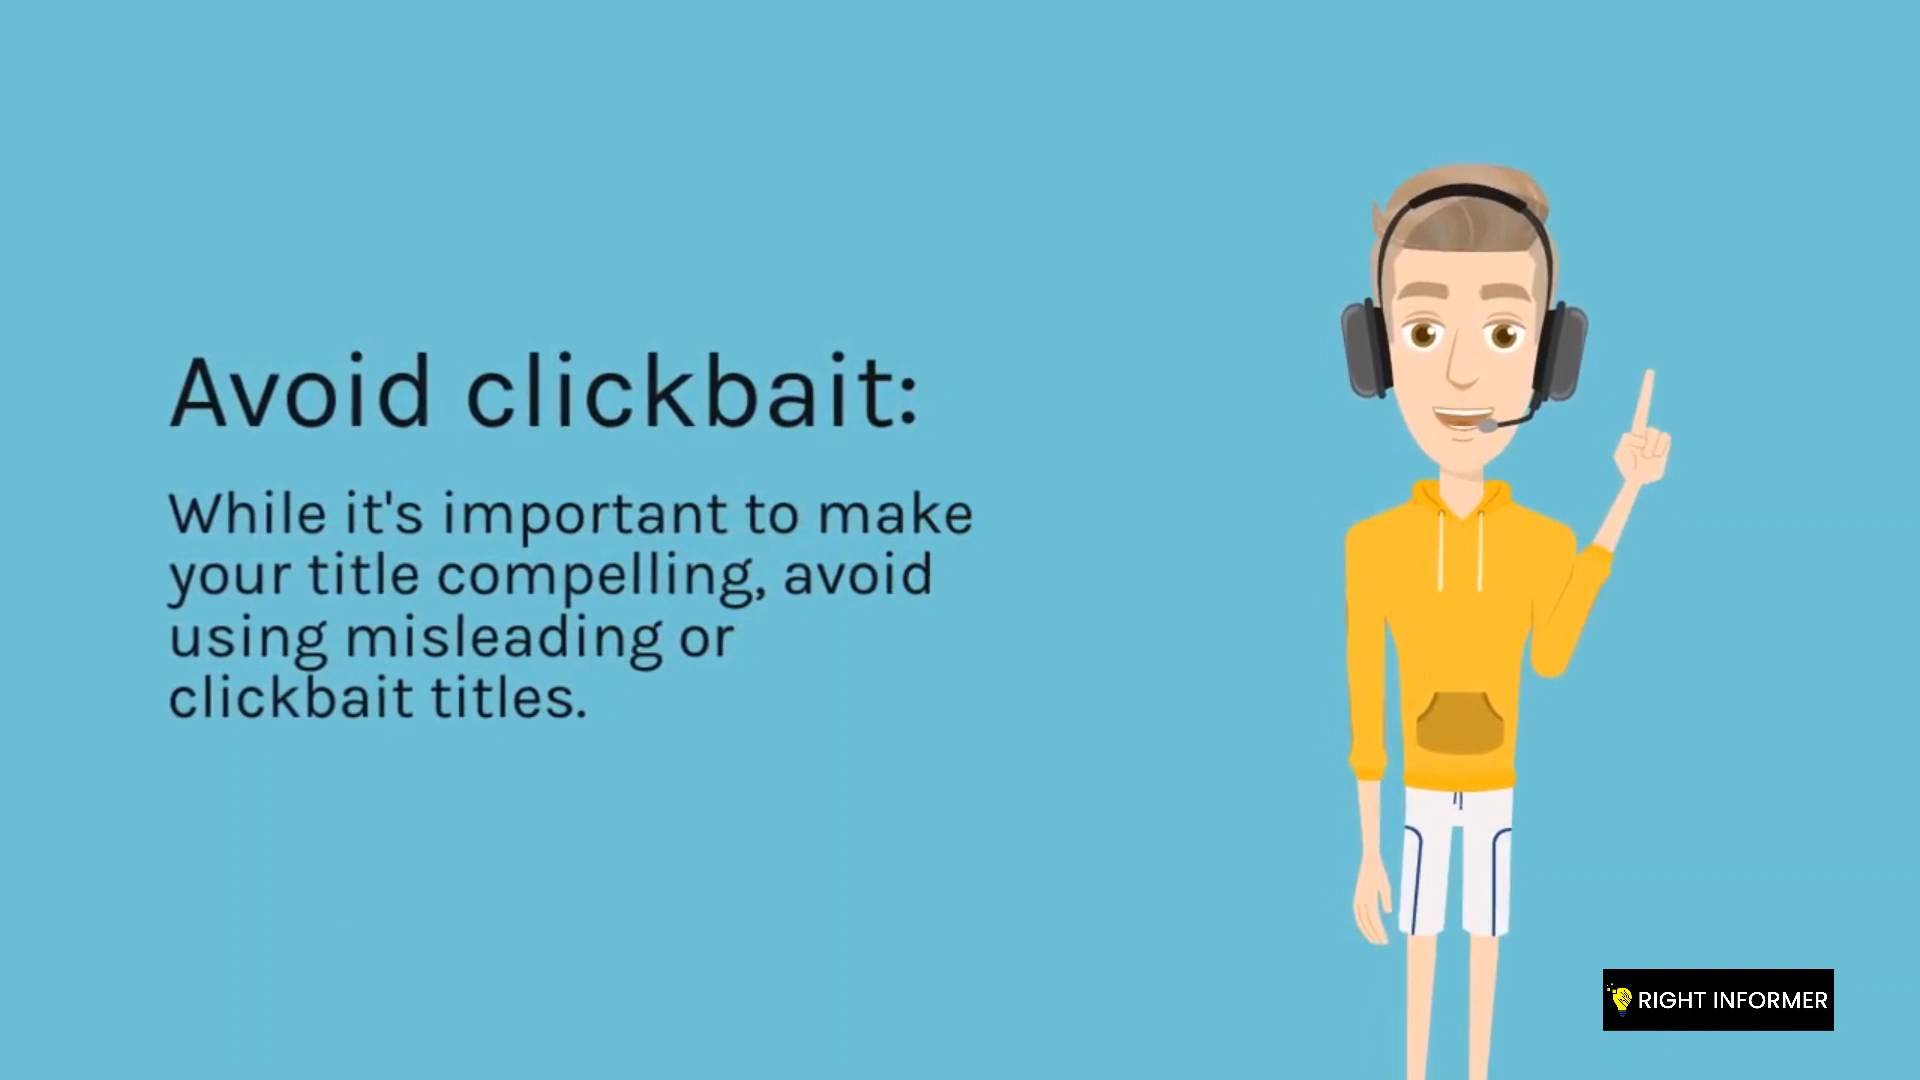 Avoid clickbait:
While it's important to make
your title compelling, avoid
using misleading or
clickbait titles.
RIGHT INFORMER